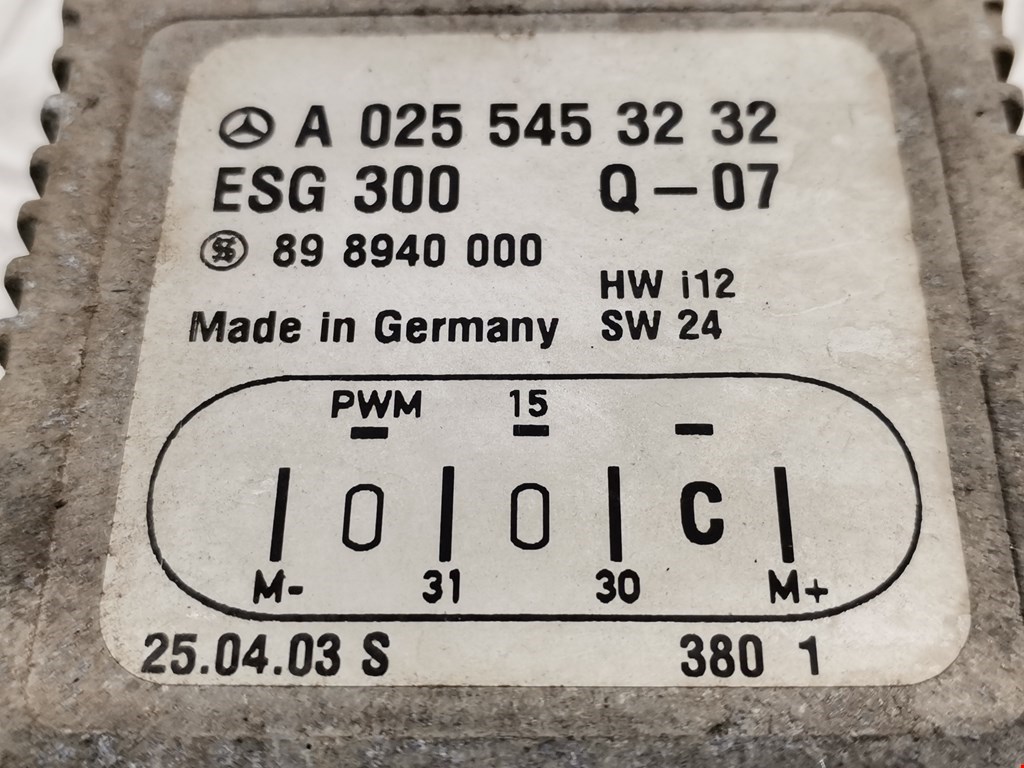 A 025 545 32 32
ESG 300 Q – 07
89 8940 000
HW i12
Made in Germany SW 24
PWM 15
C
M- 31 30 M+
25.04.03 S 380 1